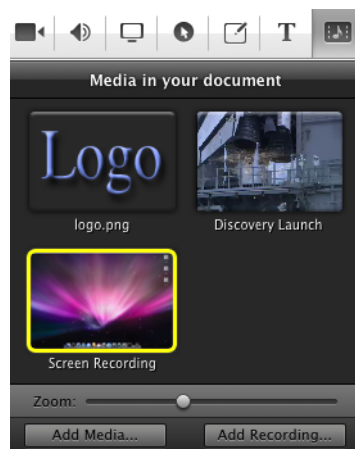 T
Media in your document
Logo
logo.png
Discovery Launch
Screen Recording
Zoom:
Add Media...
Add Recording...